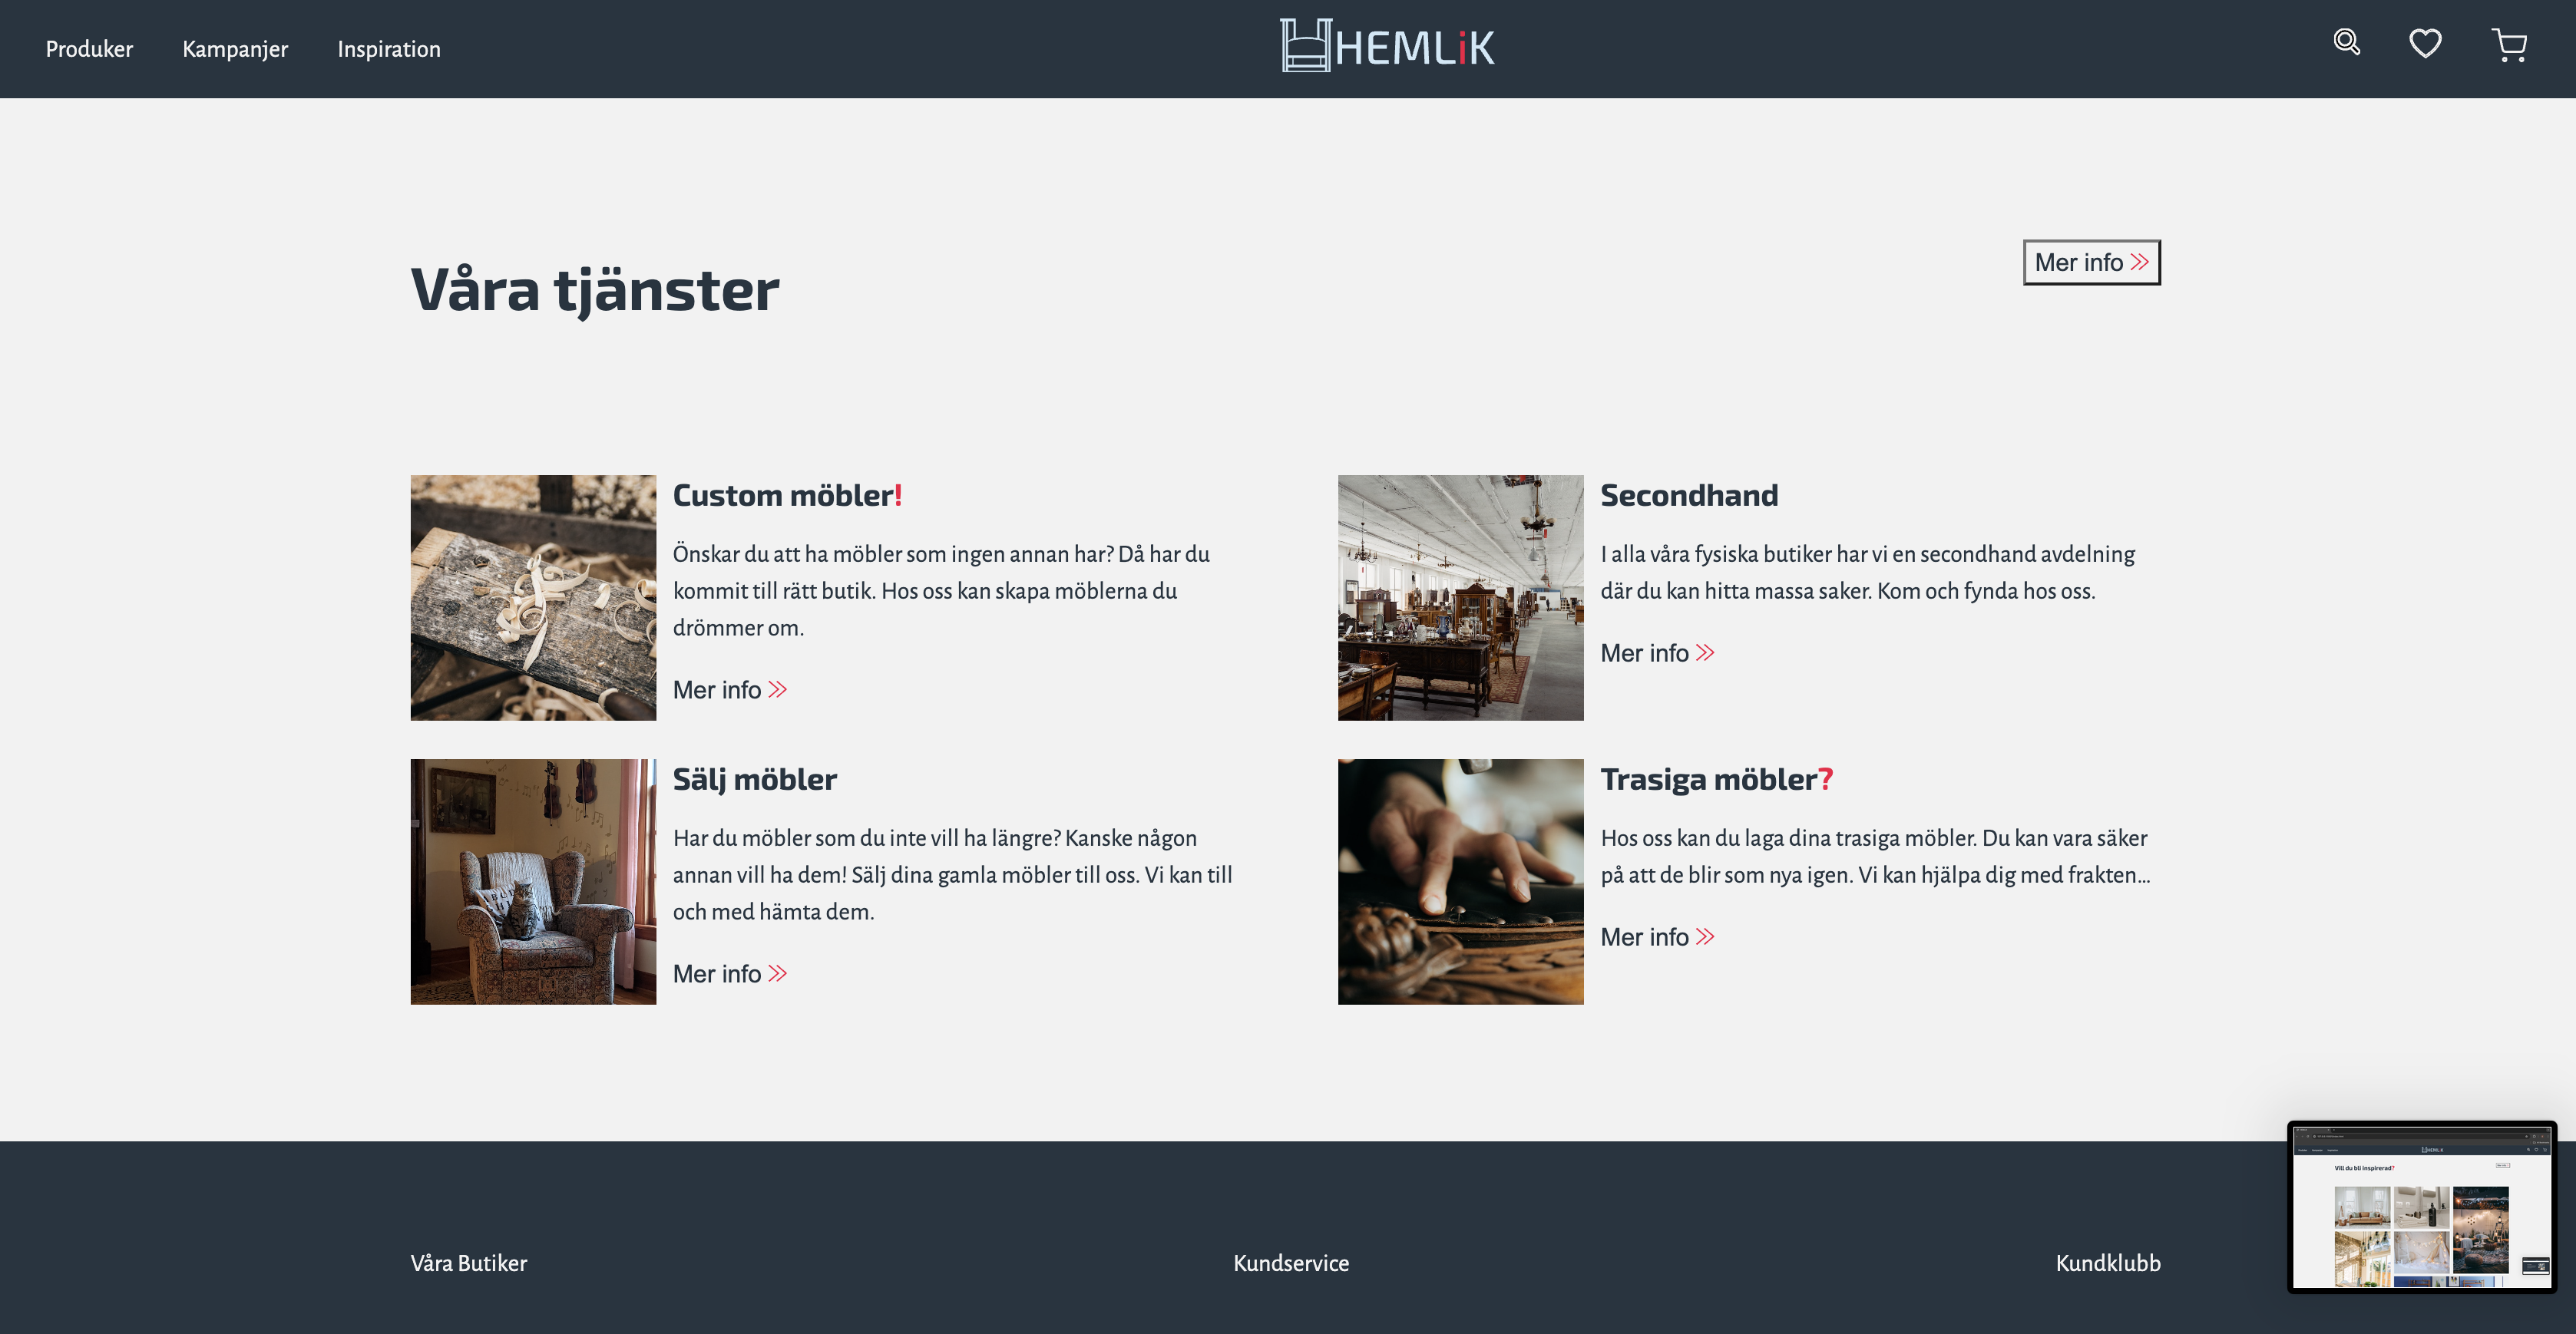 Produker
Kampanjer
Inspiration
HEMLiK
Våra tjänster
Mer info
Custom möbler!
Önskar du att ha möbler som ingen annan har? Då har du
kommit till rätt butik. Hos oss kan skapa möblerna du
drömmer om.
Mer info
Secondhand
I alla våra fysiska butiker har vi en secondhand avdelning
där du kan hitta massa saker. Kom och fynda hos oss.
Mer info
Sälj möbler
Har du möbler som du inte vill ha längre? Kanske någon
annan vill ha dem! Sälj dina gamla möbler till oss. Vi kan till
och med hämta dem.
Mer info
Trasiga möbler?
Hos oss kan du laga dina trasiga möbler. Du kan vara säker
på att de blir som nya igen. Vi kan hjälpa dig med frakten...
Mer info
Våra Butiker
Kundservice
Kundklubb
HEMLiK
Vill du bli inspirerad?